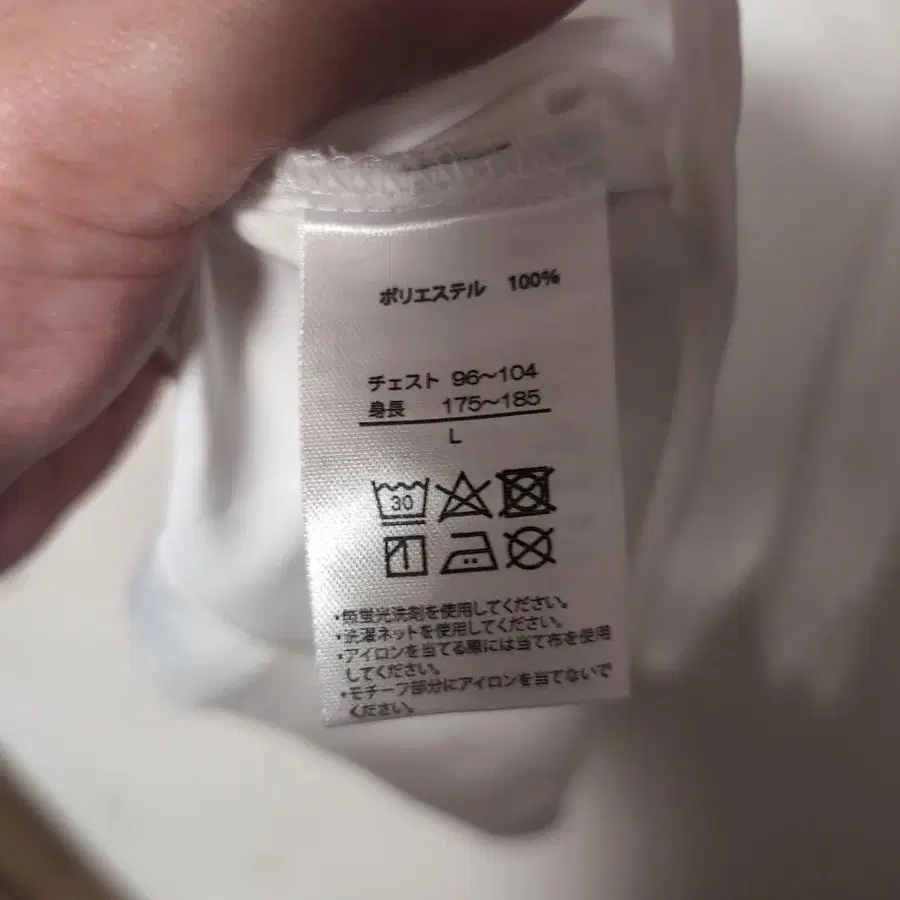 ポリエステル 100%
チェスト 96~104
身長 175~185
L
30
・無蛍光洗剤を使用してください。
・洗濯ネットを使用してください。
・アイロンを当てる際には当て布を使用
してください。
・モチーフ部分にアイロンを当てないで
ください。